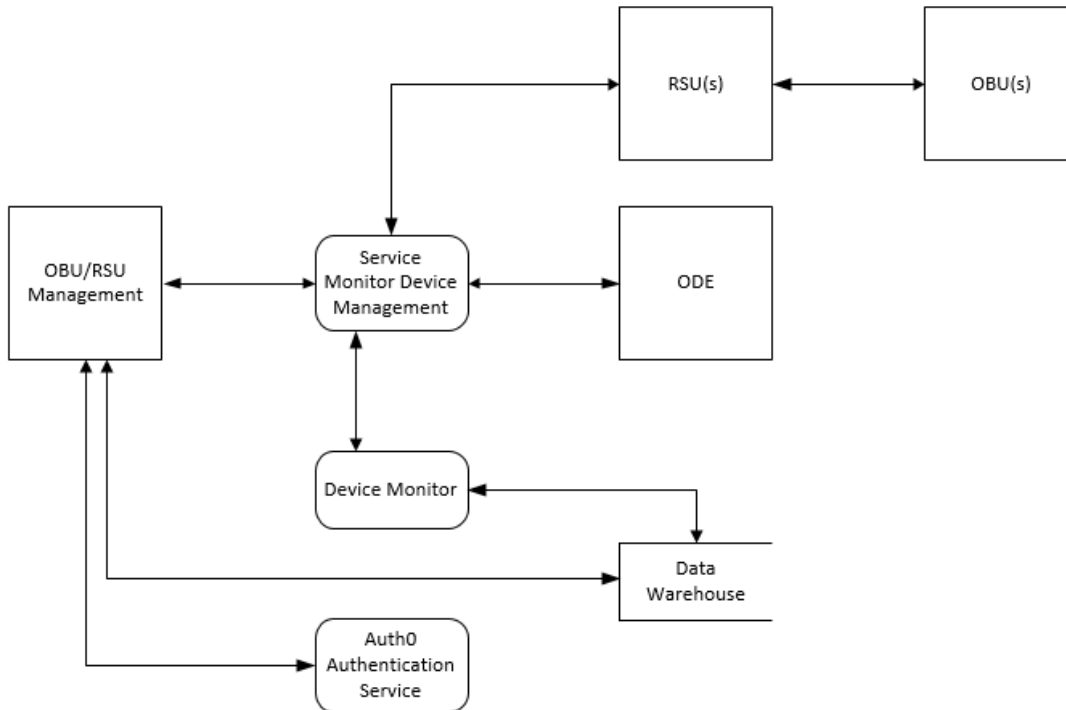 RSU(s)
OBU(s)
OBU/RSU
Management
Service
Monitor Device
Management
ODE
Device Monitor
Data
Warehouse
Auth0
Authentication
Service